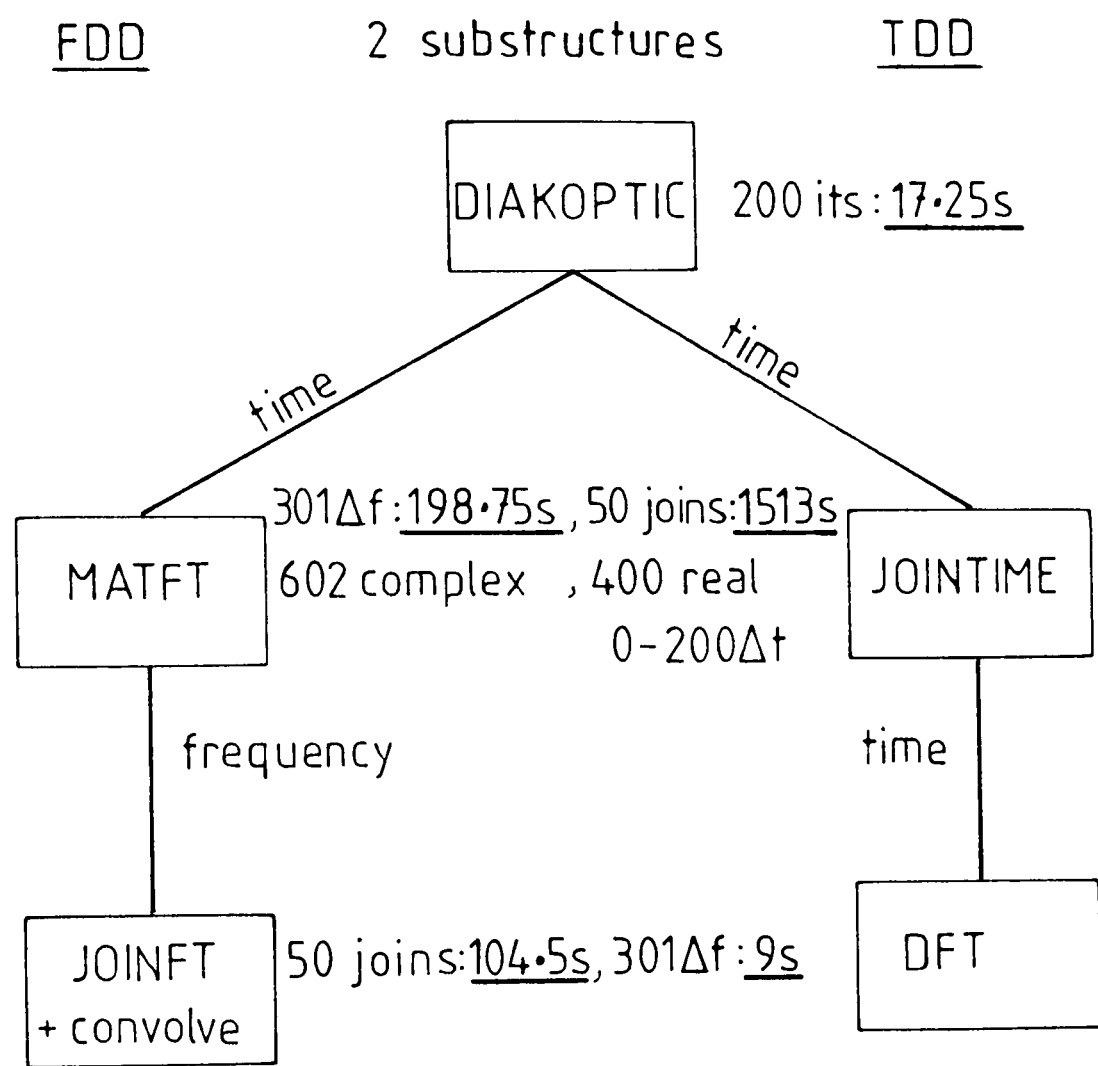 FDD 2 substructures TDD
DIAKOPTIC 200 its: 17·25s
time time
301Δf: 198·75s, 50 joins: 1513s
MATFT 602 complex , 400 real JOINTIME
0-200Δt
frequency time
JOINFT 50 joins: 104·5s, 301Δf: 9s DFT
+ convolve